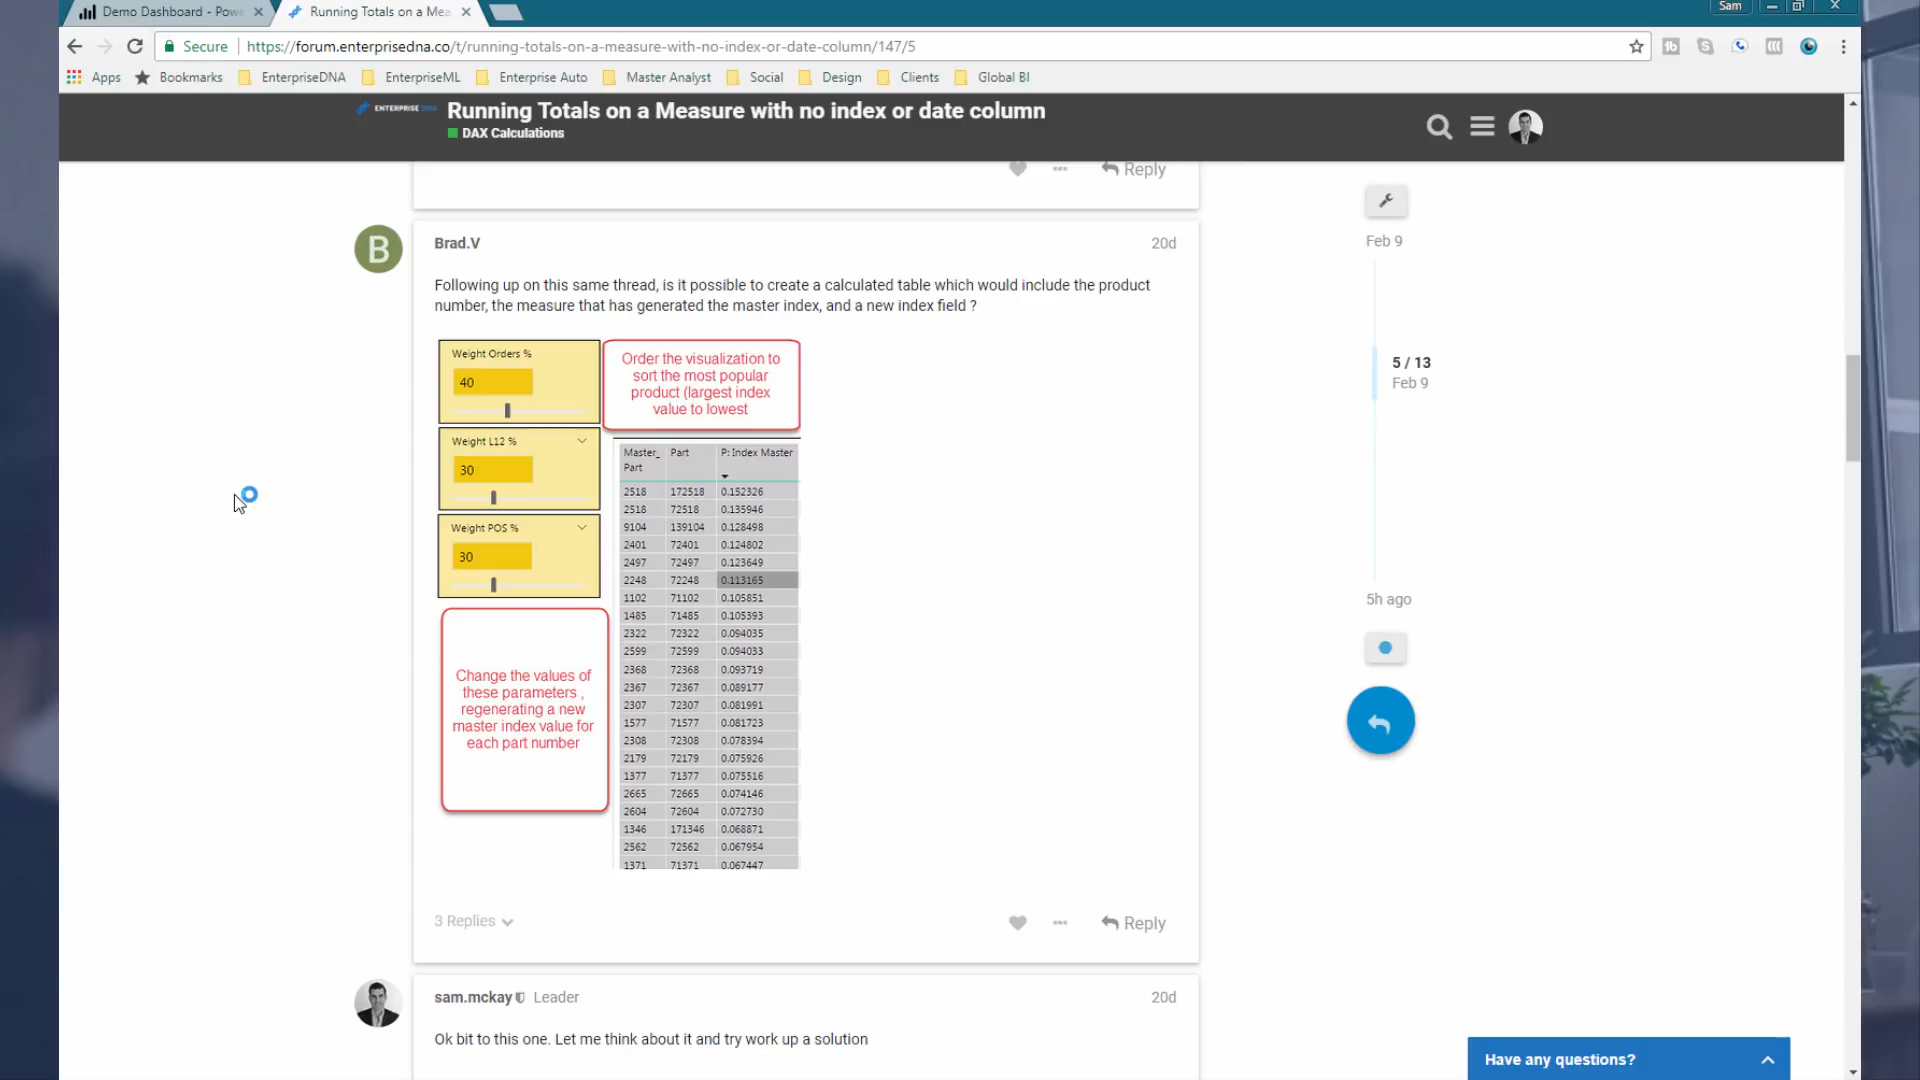 Demo Dashboard - Powe
Running Totals on a Mea
Sam
Secure
https://forum.enterprisedna.co/t/running-totals-on-a-measure-with-no-index-or-date-column/147/5
Apps
Bookmarks
EnterpriseDNA
EnterpriseML
Enterprise Auto
Master Analyst
Social
Design
Clients
Global BI
ENTERPRISE DNA
Running Totals on a Measure with no index or date column
DAX Calculations
Reply
B
Brad.V
20d
Following up on this same thread, is it possible to create a calculated table which would include the product
number, the measure that has generated the master index, and a new index field ?
Weight Orders %
40
Weight L12 %
30
Weight POS %
30
Order the visualization to
sort the most popular
product (largest index
value to lowest
Change the values of
these parameters ,
regenerating a new
master index value for
each part number
Master_
Part
Part
P: Index Master
2518 172518 0.152326
2518 72518 0.135946
9104 139104 0.128498
2401 72401 0.124802
2497 72497 0.123649
2248 72248 0.113165
1102 71102 0.105851
1485 71485 0.105393
2322 72322 0.094035
2599 72599 0.094033
2368 72368 0.093719
2367 72367 0.089177
2307 72307 0.081991
1577 71577 0.081723
2308 72308 0.078394
2179 72179 0.075926
1377 71377 0.075516
2665 72665 0.074146
2604 72604 0.072730
1346 171346 0.068871
2562 72562 0.067954
1371 71371 0.067447
3 Replies
Reply
Feb 9
5 / 13
Feb 9
5h ago
sam.mckay
Leader
20d
Ok bit to this one. Let me think about it and try work up a solution
Have any questions?